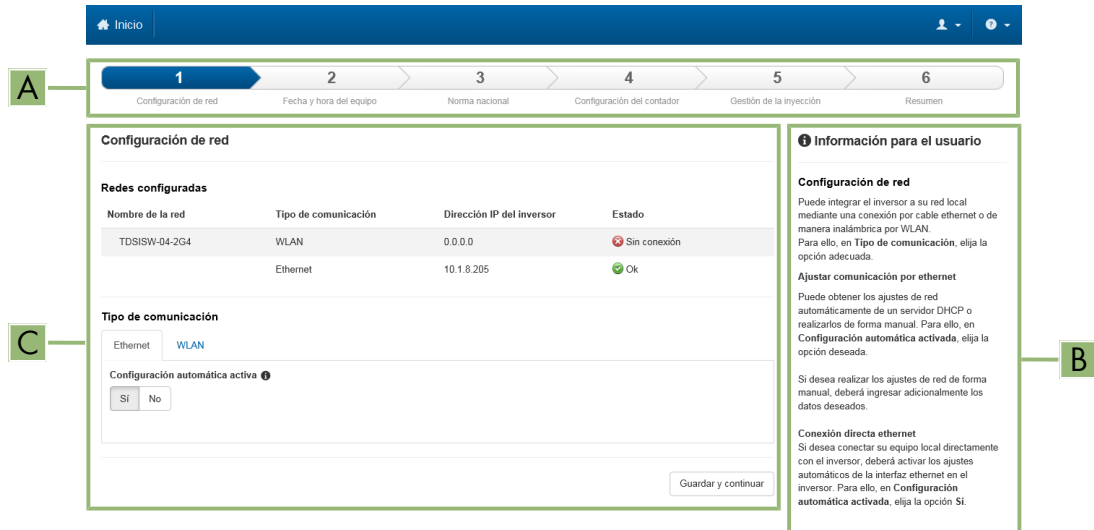 Inicio
A
1 2 3 4 5 6
Configuración de red Fecha y hora del equipo Norma nacional Configuración del contador Gestión de la inyección Resumen
Configuración de red
Redes configuradas
Nombre de la red Tipo de comunicación Dirección IP del inversor Estado
TDSISW-04-2G4 WLAN 0.0.0.0 Sin conexión
Ethernet 10.1.8.205 Ok
C
Tipo de comunicación
Ethernet WLAN
Configuración automática activa
Sí No
Guardar y continuar
Información para el usuario
Configuración de red
Puede integrar el inversor a su red local
mediante una conexión por cable ethernet o de
manera inalámbrica por WLAN.
Para ello, en Tipo de comunicación, elija la
opción adecuada.
Ajustar comunicación por ethernet
Puede obtener los ajustes de red
automáticamente de un servidor DHCP o
realizarlos de forma manual. Para ello, en
Configuración automática activada, elija la
opción deseada.
B
Si desea realizar los ajustes de red de forma
manual, deberá ingresar adicionalmente los
datos deseados.
Conexión directa ethernet
Si desea conectar su equipo local directamente
con el inversor, deberá activar los ajustes
automáticos de la interfaz ethernet en el
inversor. Para ello, en Configuración
automática activada, elija la opción Si.